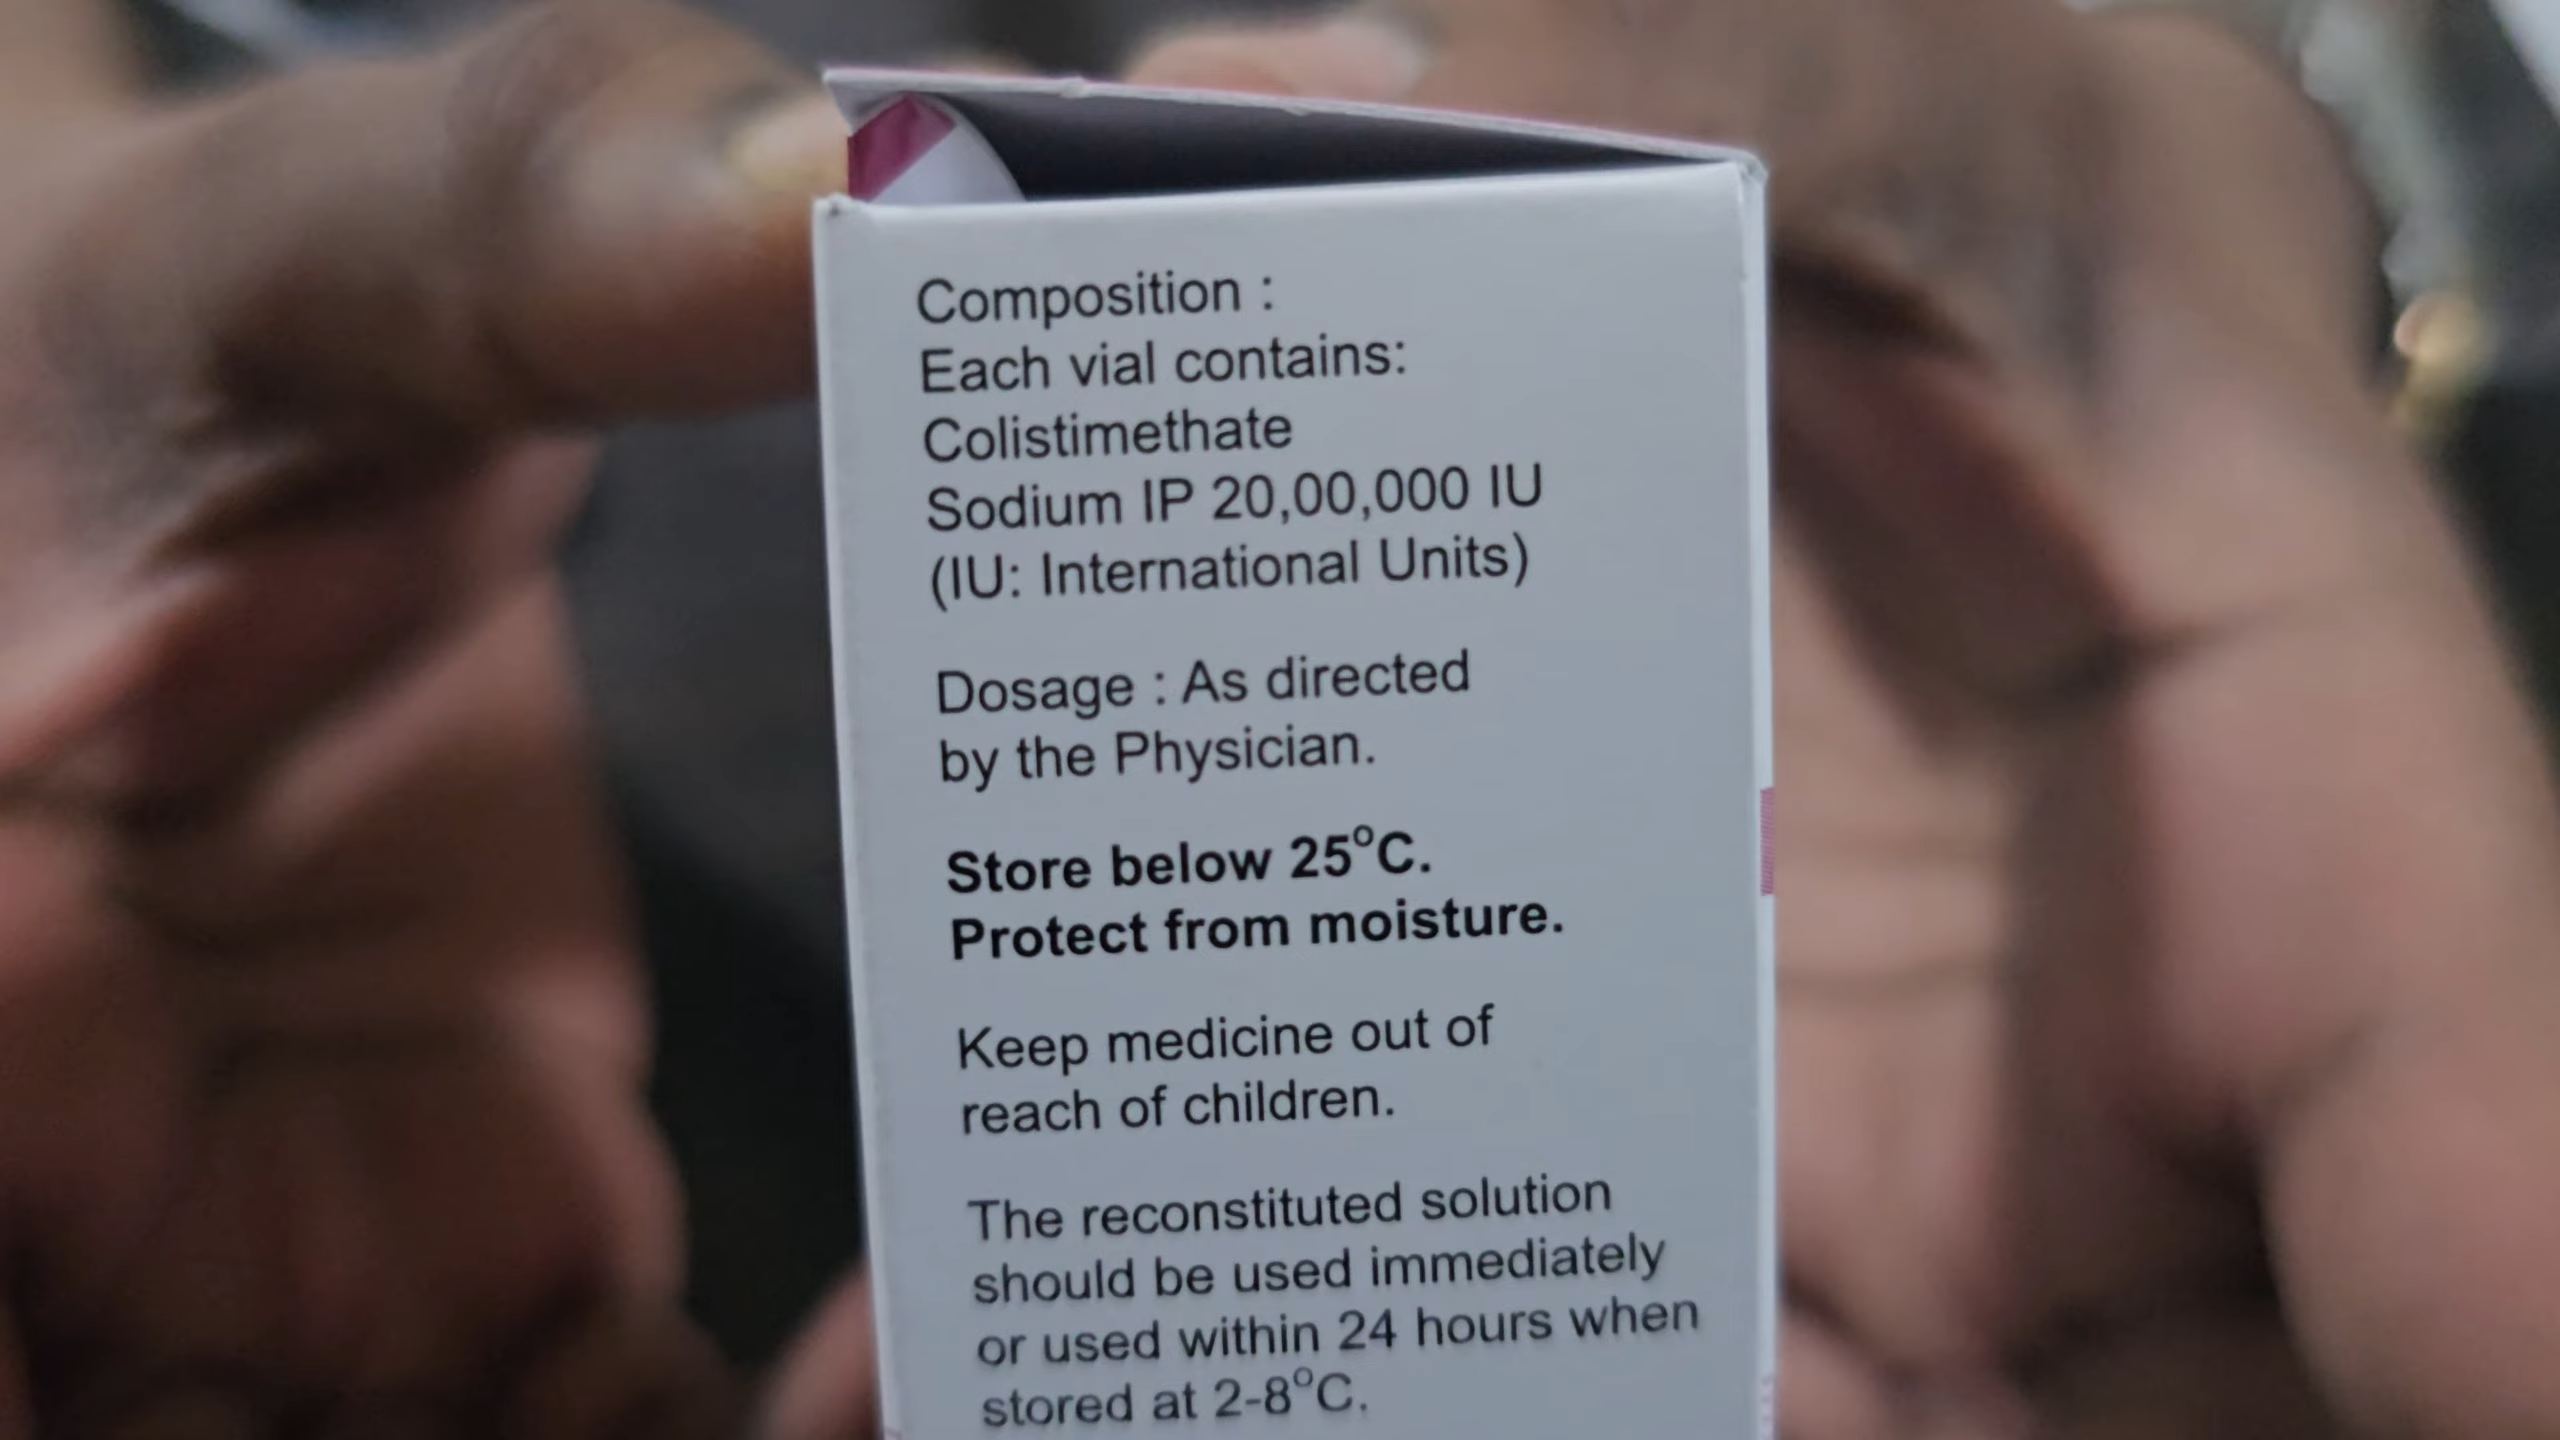 Composition :
Each vial contains:
Colistimethate
Sodium IP 20,00,000 IU
(IU: International Units)
Dosage : As directed
by the Physician.
Store below 25°C.
Protect from moisture.
Keep medicine out of
reach of children.
The reconstituted solution
should be used immediately
or used within 24 hours when
stored at 2-8°C.